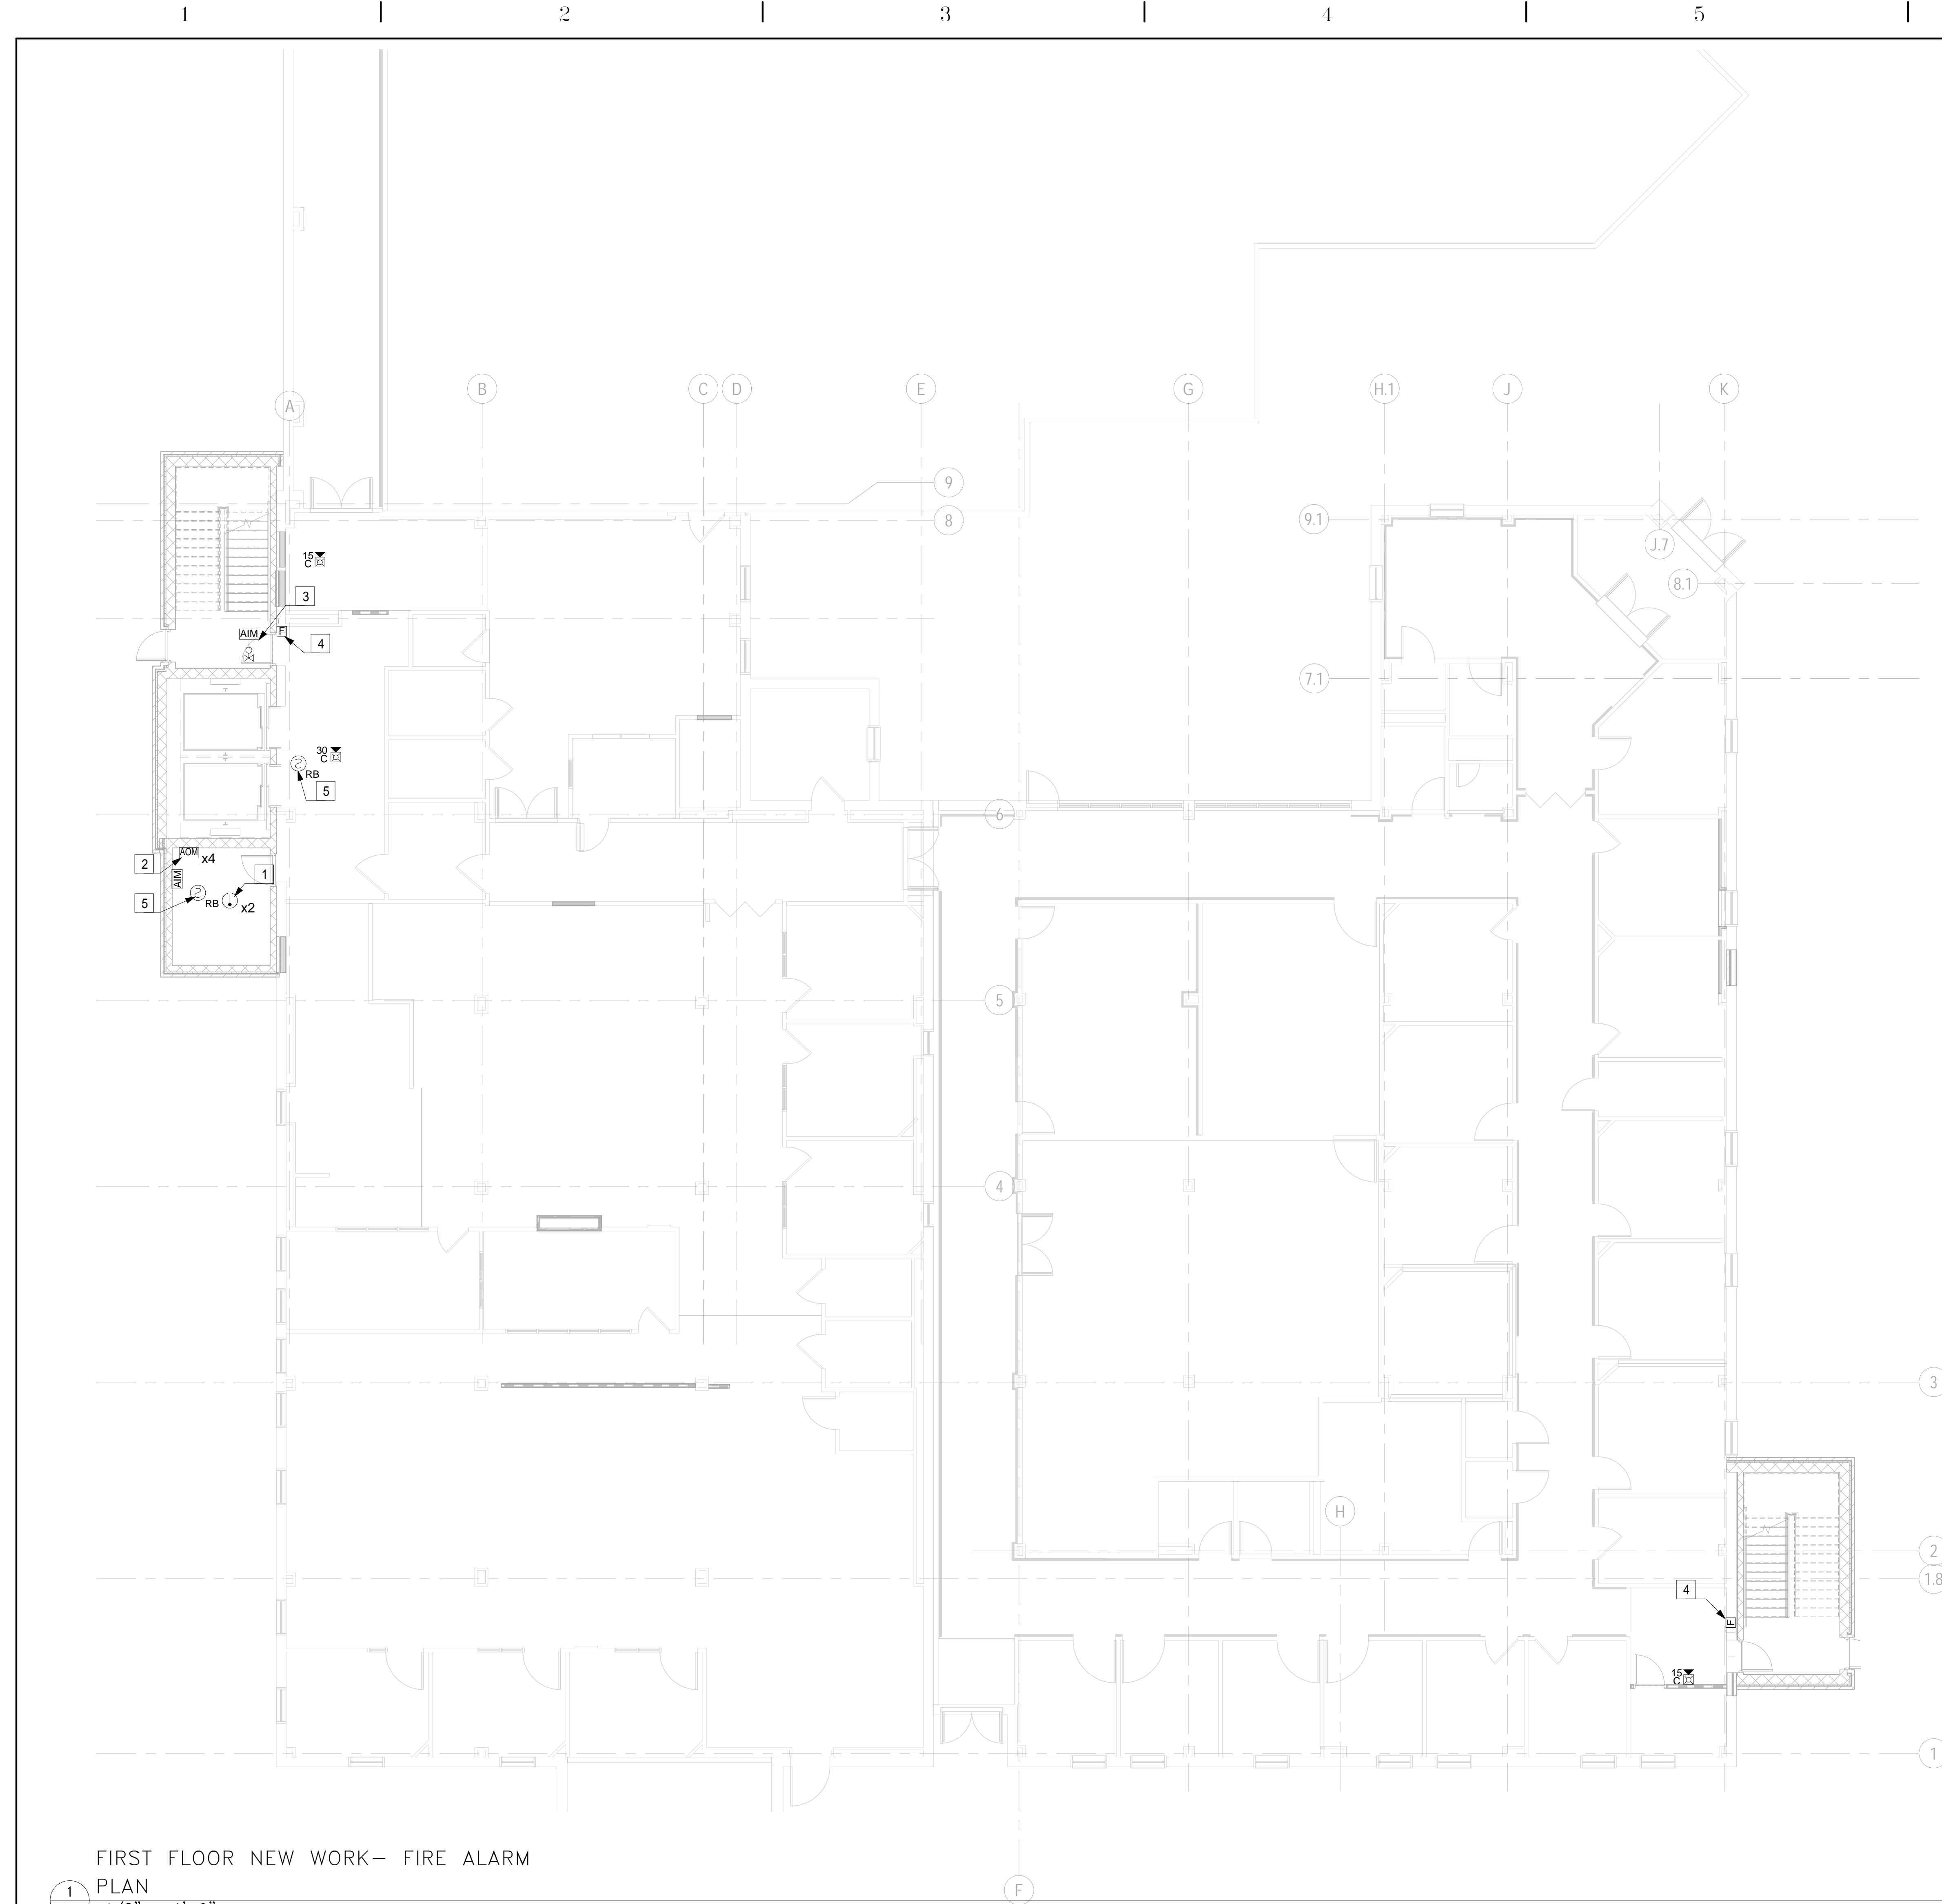 1 2 3 4 5
A B C D E G H.1 J K
9
8
9.1
J.7
8.1
15
C
3
AIM
F
4
7.1
30
C
RB
5
6
2
AOM
x4
AIM
1
5
RB
x2
5
4
3
H
2
1.8
4
F
15
C
1
FIRST FLOOR NEW WORK— FIRE ALARM
1 PLAN
F